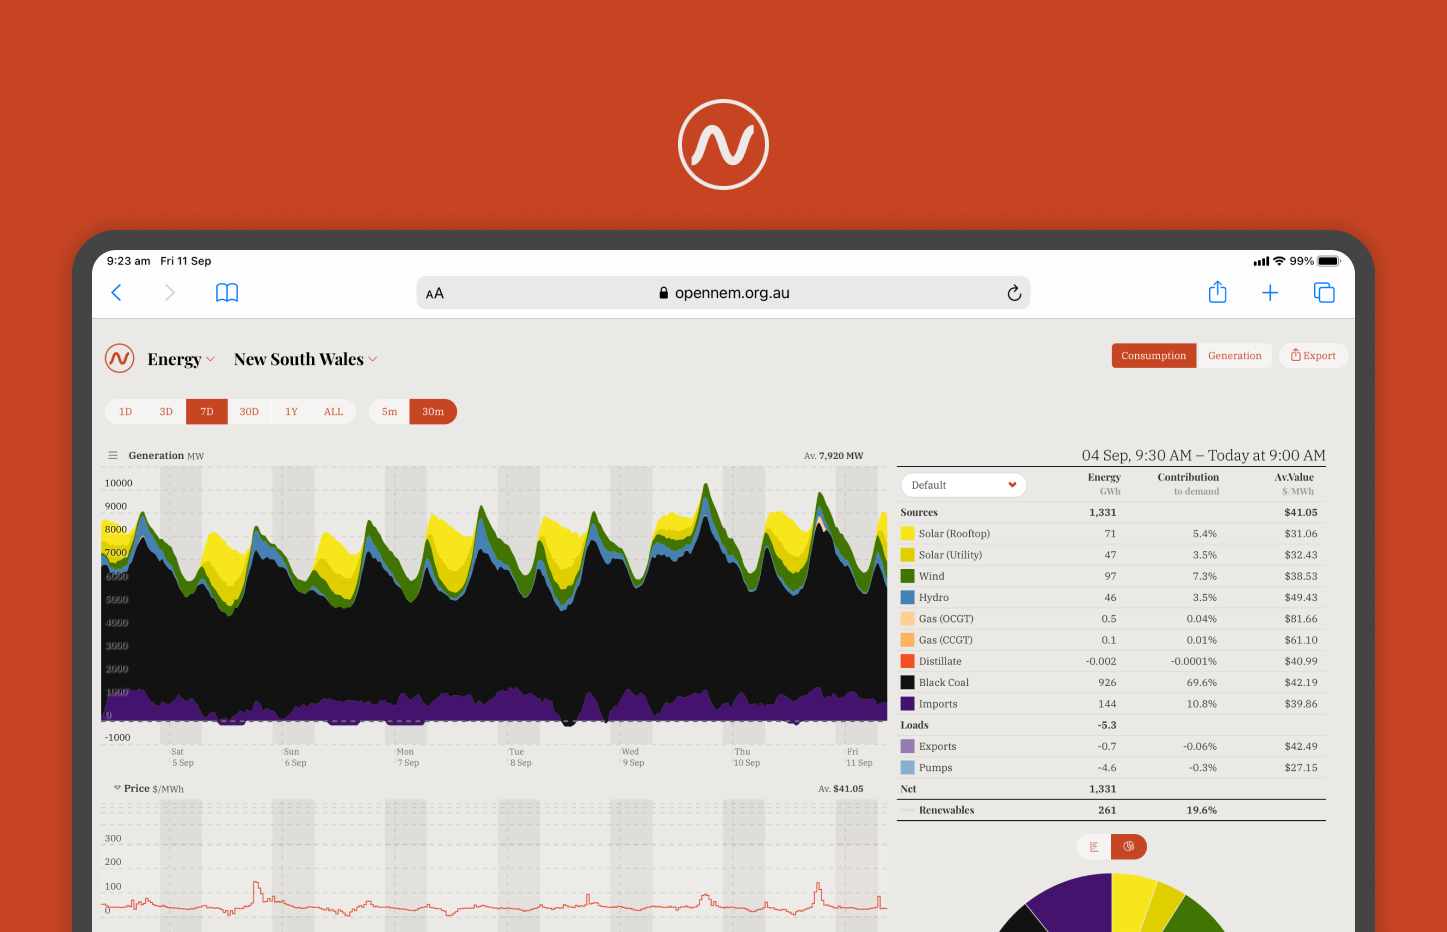 9:23 am Fri 11 Sep
99%
AA
opennem.org.au
Energy
New South Wales
Consumption
Generation
Export
1D
3D
7D
30D
1Y
ALL
5m
30m
Generation MW
Av. 7,920 MW
10000
9000
8000
7000
6000
5000
4000
3000
2000
1000
0
-1000
Sat
5 Sep
Sun
6 Sep
Mon
7 Sep
Tue
8 Sep
Wed
9 Sep
Thu
10 Sep
Fri
11 Sep
Price $/MWh
Av. $41.05
300
200
100
0
04 Sep, 9:30 AM – Today at 9:00 AM
Default
Energy Contribution Av.Value
GWh to demand $/MWh
Sources 1,331 $41.05
Solar (Rooftop) 71 5.4% $31.06
Solar (Utility) 47 3.5% $32.43
Wind 97 7.3% $38.53
Hydro 46 3.5% $49.43
Gas (OCGT) 0.5 0.04% $81.66
Gas (CCGT) 0.1 0.01% $61.10
Distillate -0.002 -0.0001% $40.99
Black Coal 926 69.6% $42.19
Imports 144 10.8% $39.86
Loads -5.3
Exports -0.7 -0.06% $42.49
Pumps -4.6 -0.3% $27.15
Net 1,331
Renewables 261 19.6%